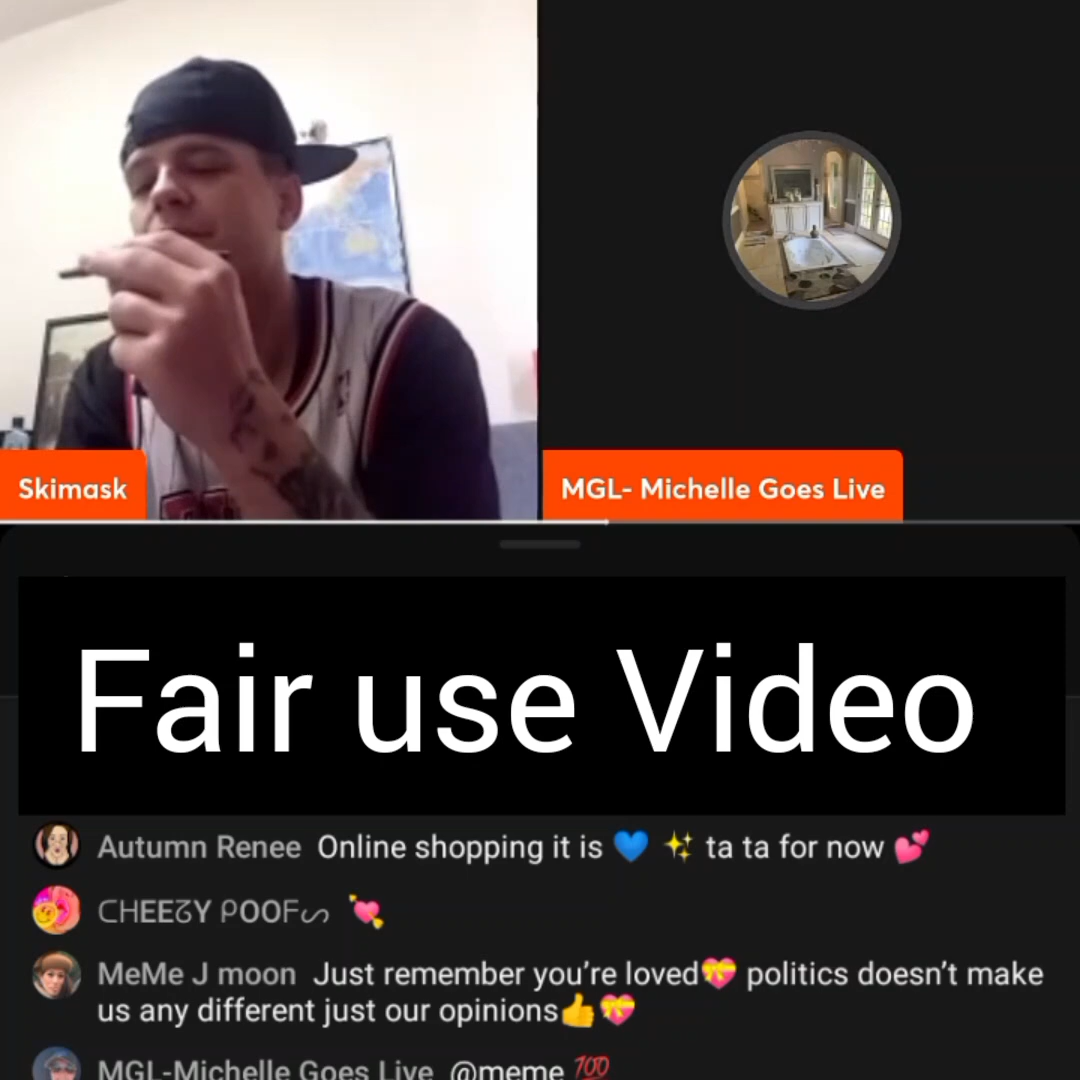 Skimask
MGL- Michelle Goes Live
Fair use Video
Autumn Renee Online shopping it is 💙 ✨ ta ta for now 💕
ᑕHEEᘔY ᑭOOFᔕ 💘
MeMe J moon Just remember you're loved💝 politics doesn't make
us any different just our opinions👍💝
MGL-Michelle Goes Live @meme 💯